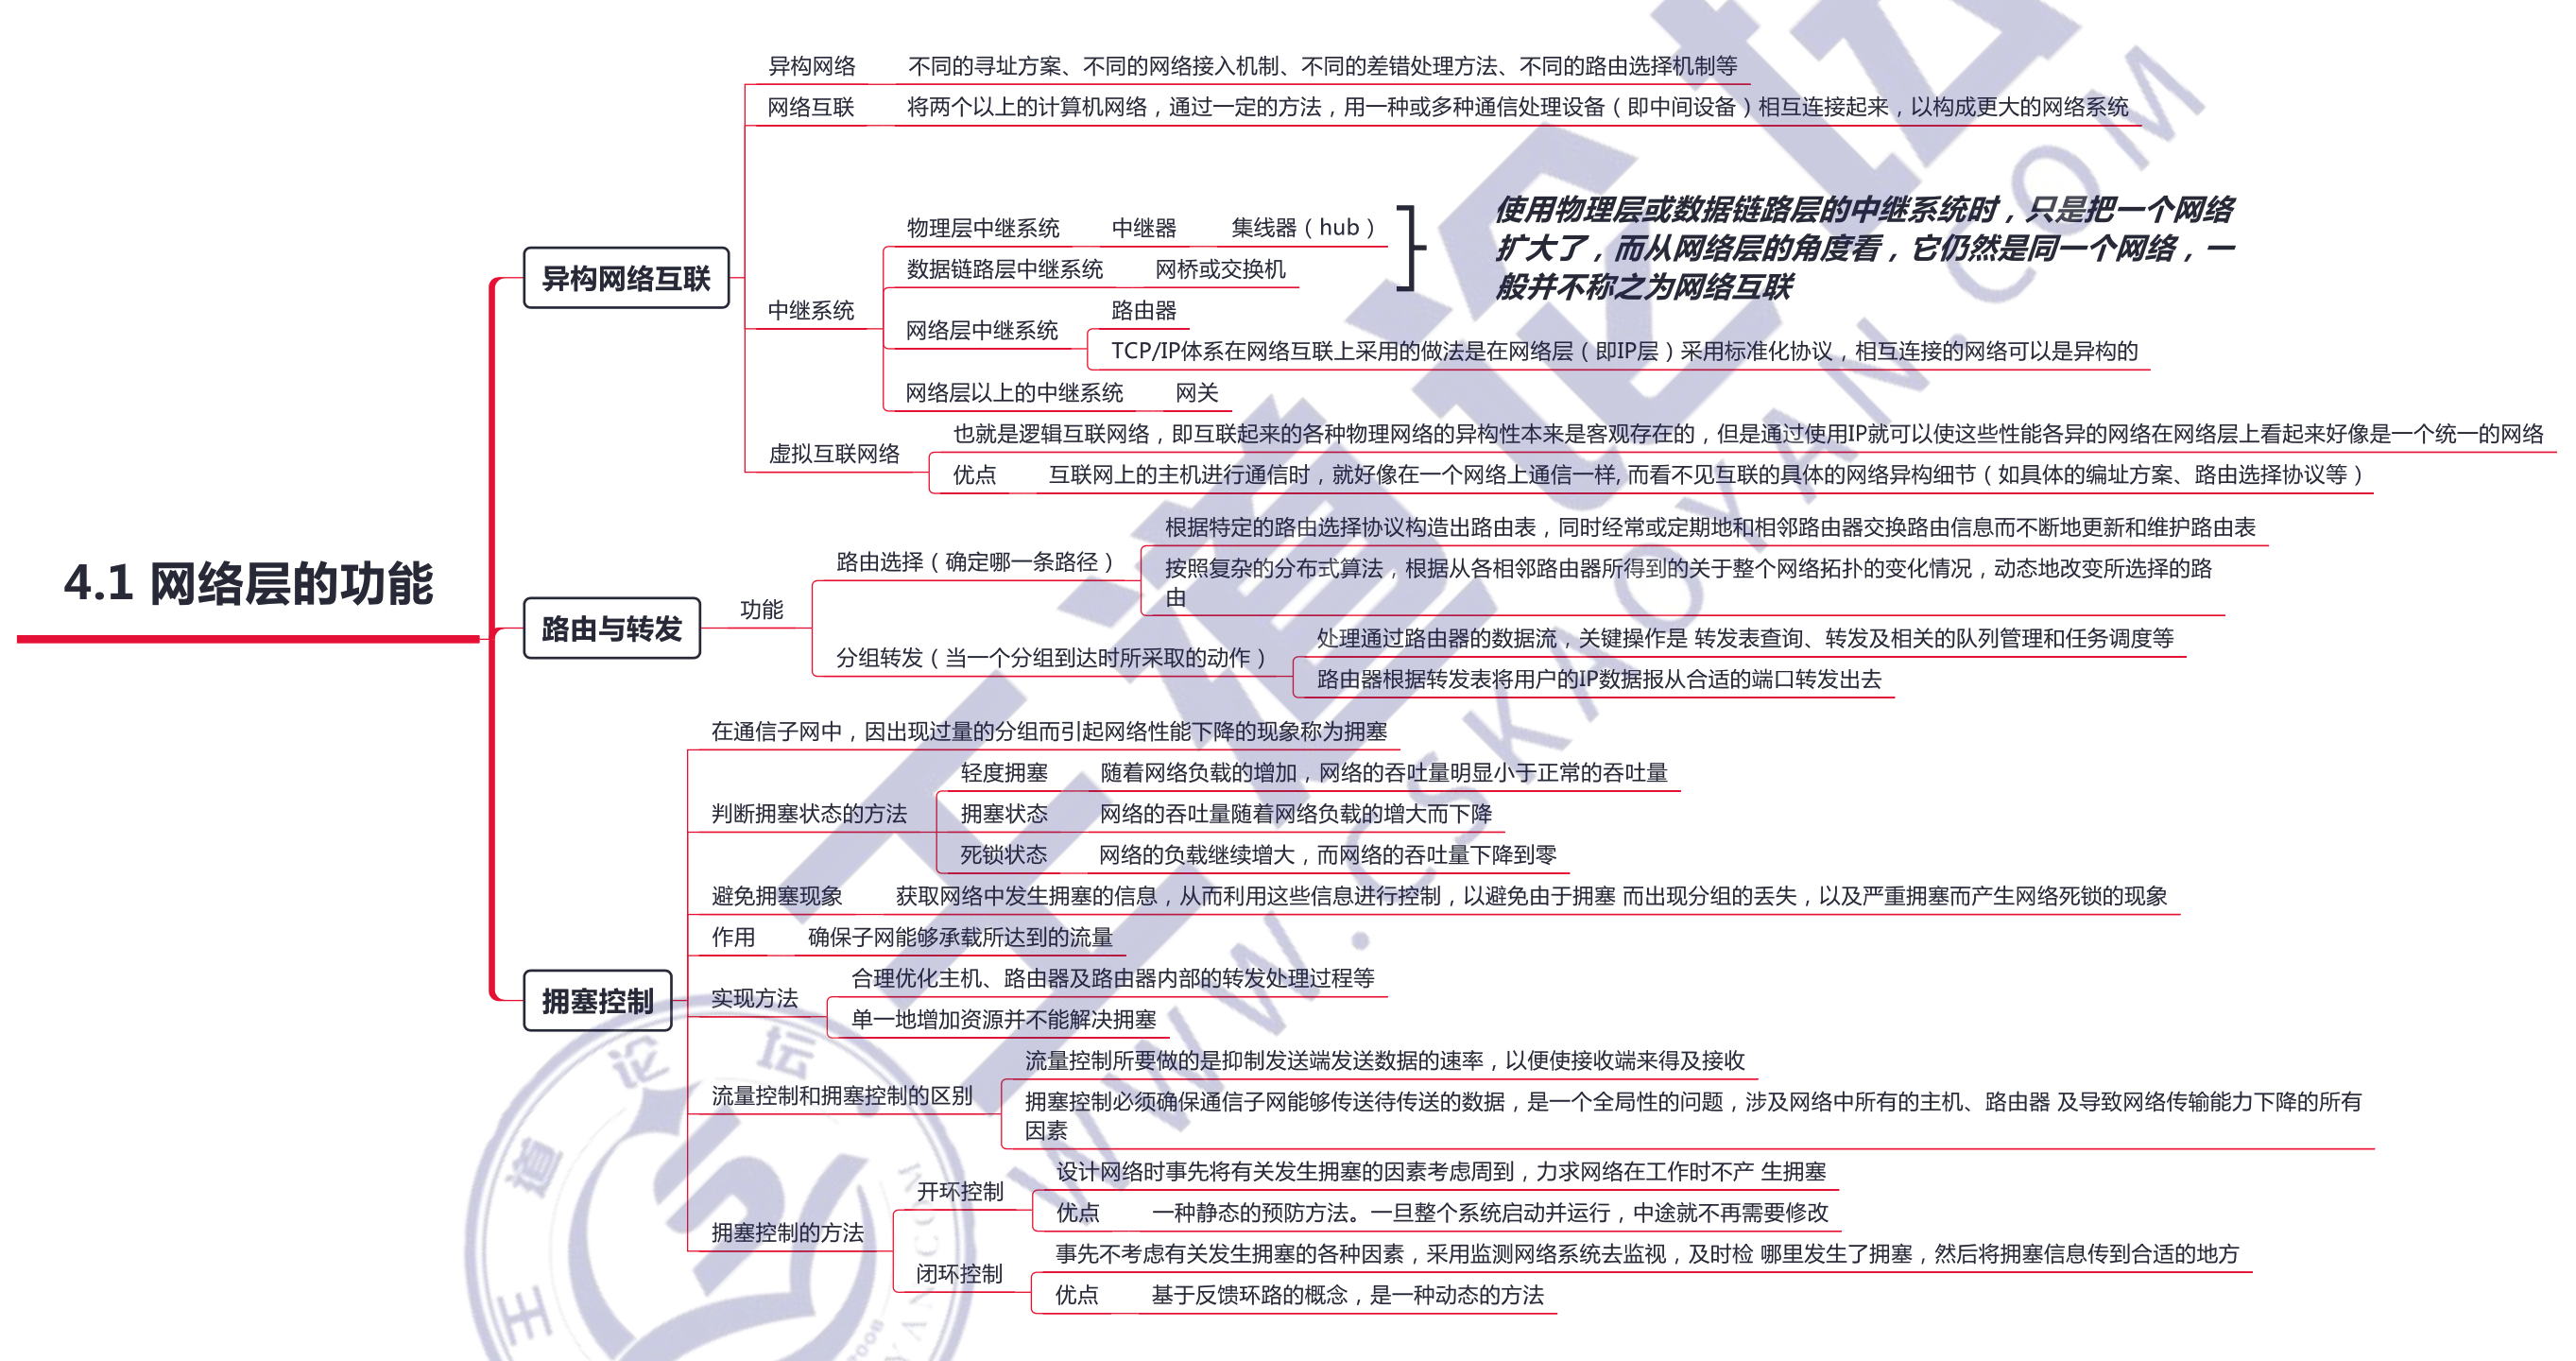 4.1 网络层的功能
异构网络互联
异构网络
不同的寻址方案、不同的网络接入机制、不同的差错处理方法、不同的路由选择机制等
网络互联
将两个以上的计算机网络，通过一定的方法，用一种或多种通信处理设备（即中间设备）相互连接起来，以构成更大的网络系统
中继系统
物理层中继系统
中继器
集线器（hub）
数据链路层中继系统
网桥或交换机
使用物理层或数据链路层的中继系统时，只是把一个网络
扩大了，而从网络层的角度看，它仍然是同一个网络，一
般并不称之为网络互联
网络层中继系统
路由器
TCP/IP体系在网络互联上采用的做法是在网络层（即IP层）采用标准化协议，相互连接的网络可以是异构的
网络层以上的中继系统
网关
虚拟互联网络
也就是逻辑互联网络，即互联起来的各种物理网络的异构性本来是客观存在的，但是通过使用IP就可以使这些性能各异的网络在网络层上看起来好像是一个统一的网络
优点
互联网上的主机进行通信时，就好像在一个网络上通信一样,而看不见互联的具体的网络异构细节（如具体的编址方案、路由选择协议等）
路由与转发
功能
路由选择（确定哪一条路径）
根据特定的路由选择协议构造出路由表，同时经常或定期地和相邻路由器交换路由信息而不断地更新和维护路由表
按照复杂的分布式算法，根据从各相邻路由器所得到的关于整个网络拓扑的变化情况，动态地改变所选择的路
由
分组转发（当一个分组到达时所采取的动作）
处理通过路由器的数据流，关键操作是 转发表查询、转发及相关的队列管理和任务调度等
路由器根据转发表将用户的IP数据报从合适的端口转发出去
拥塞控制
在通信子网中，因出现过量的分组而引起网络性能下降的现象称为拥塞
判断拥塞状态的方法
轻度拥塞
随着网络负载的增加，网络的吞吐量明显小于正常的吞吐量
拥塞状态
网络的吞吐量随着网络负载的增大而下降
死锁状态
网络的负载继续增大，而网络的吞吐量下降到零
避免拥塞现象
获取网络中发生拥塞的信息，从而利用这些信息进行控制，以避免由于拥塞 而出现分组的丢失，以及严重拥塞而产生网络死锁的现象
作用
确保子网能够承载所达到的流量
实现方法
合理优化主机、路由器及路由器内部的转发处理过程等
单一地增加资源并不能解决拥塞
流量控制和拥塞控制的区别
流量控制所要做的是抑制发送端发送数据的速率，以便使接收端来得及接收
拥塞控制必须确保通信子网能够传送待传送的数据，是一个全局性的问题，涉及网络中所有的主机、路由器 及导致网络传输能力下降的所有
因素
拥塞控制的方法
开环控制
设计网络时事先将有关发生拥塞的因素考虑周到，力求网络在工作时不产 生拥塞
优点
一种静态的预防方法。一旦整个系统启动并运行，中途就不再需要修改
闭环控制
事先不考虑有关发生拥塞的各种因素，采用监测网络系统去监视，及时检 哪里发生了拥塞，然后将拥塞信息传到合适的地方
优点
基于反馈环路的概念，是一种动态的方法
王道论坛
WWW.CSKAOYAN.COM
王道论坛